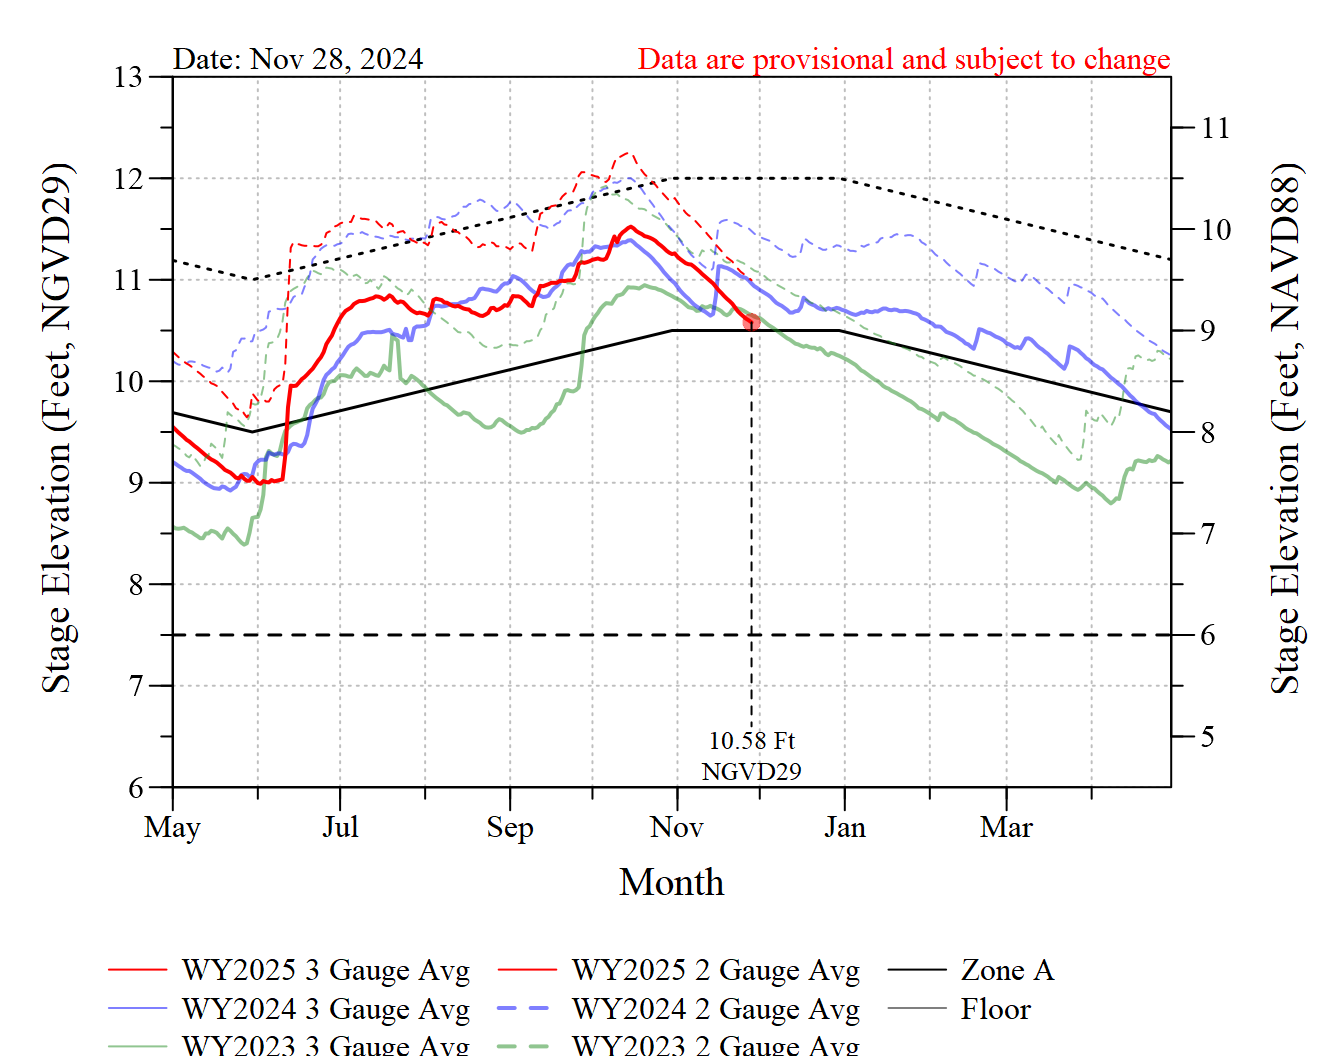 Date: Nov 28, 2024
Data are provisional and subject to change
13
12
11
10
9
8
7
6
11
10
9
8
7
6
5
Stage Elevation (Feet, NGVD29)
Stage Elevation (Feet, NAVD88)
10.58 Ft
NGVD29
May Jul Sep Nov Jan Mar
Month
WY2025 3 Gauge Avg WY2025 2 Gauge Avg Zone A
WY2024 3 Gauge Avg WY2024 2 Gauge Avg Floor
WY2023 3 Gauge Avg WY2023 2 Gauge Avg